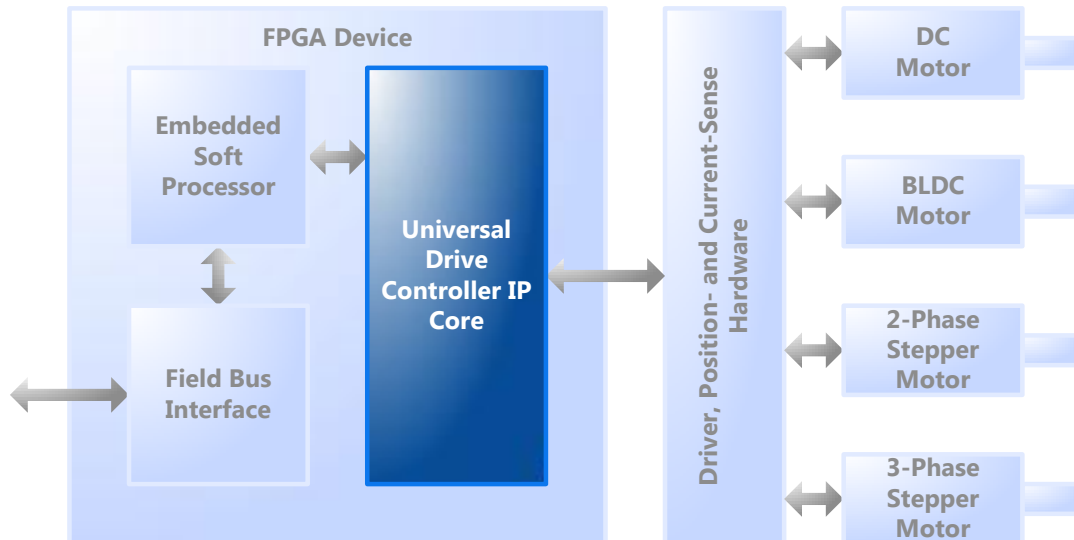 FPGA Device
Embedded
Soft
Processor
Field Bus
Interface
Universal
Drive
Controller IP
Core
Driver, Position- and Current-Sense
Hardware
DC
Motor
BLDC
Motor
2-Phase
Stepper
Motor
3-Phase
Stepper
Motor